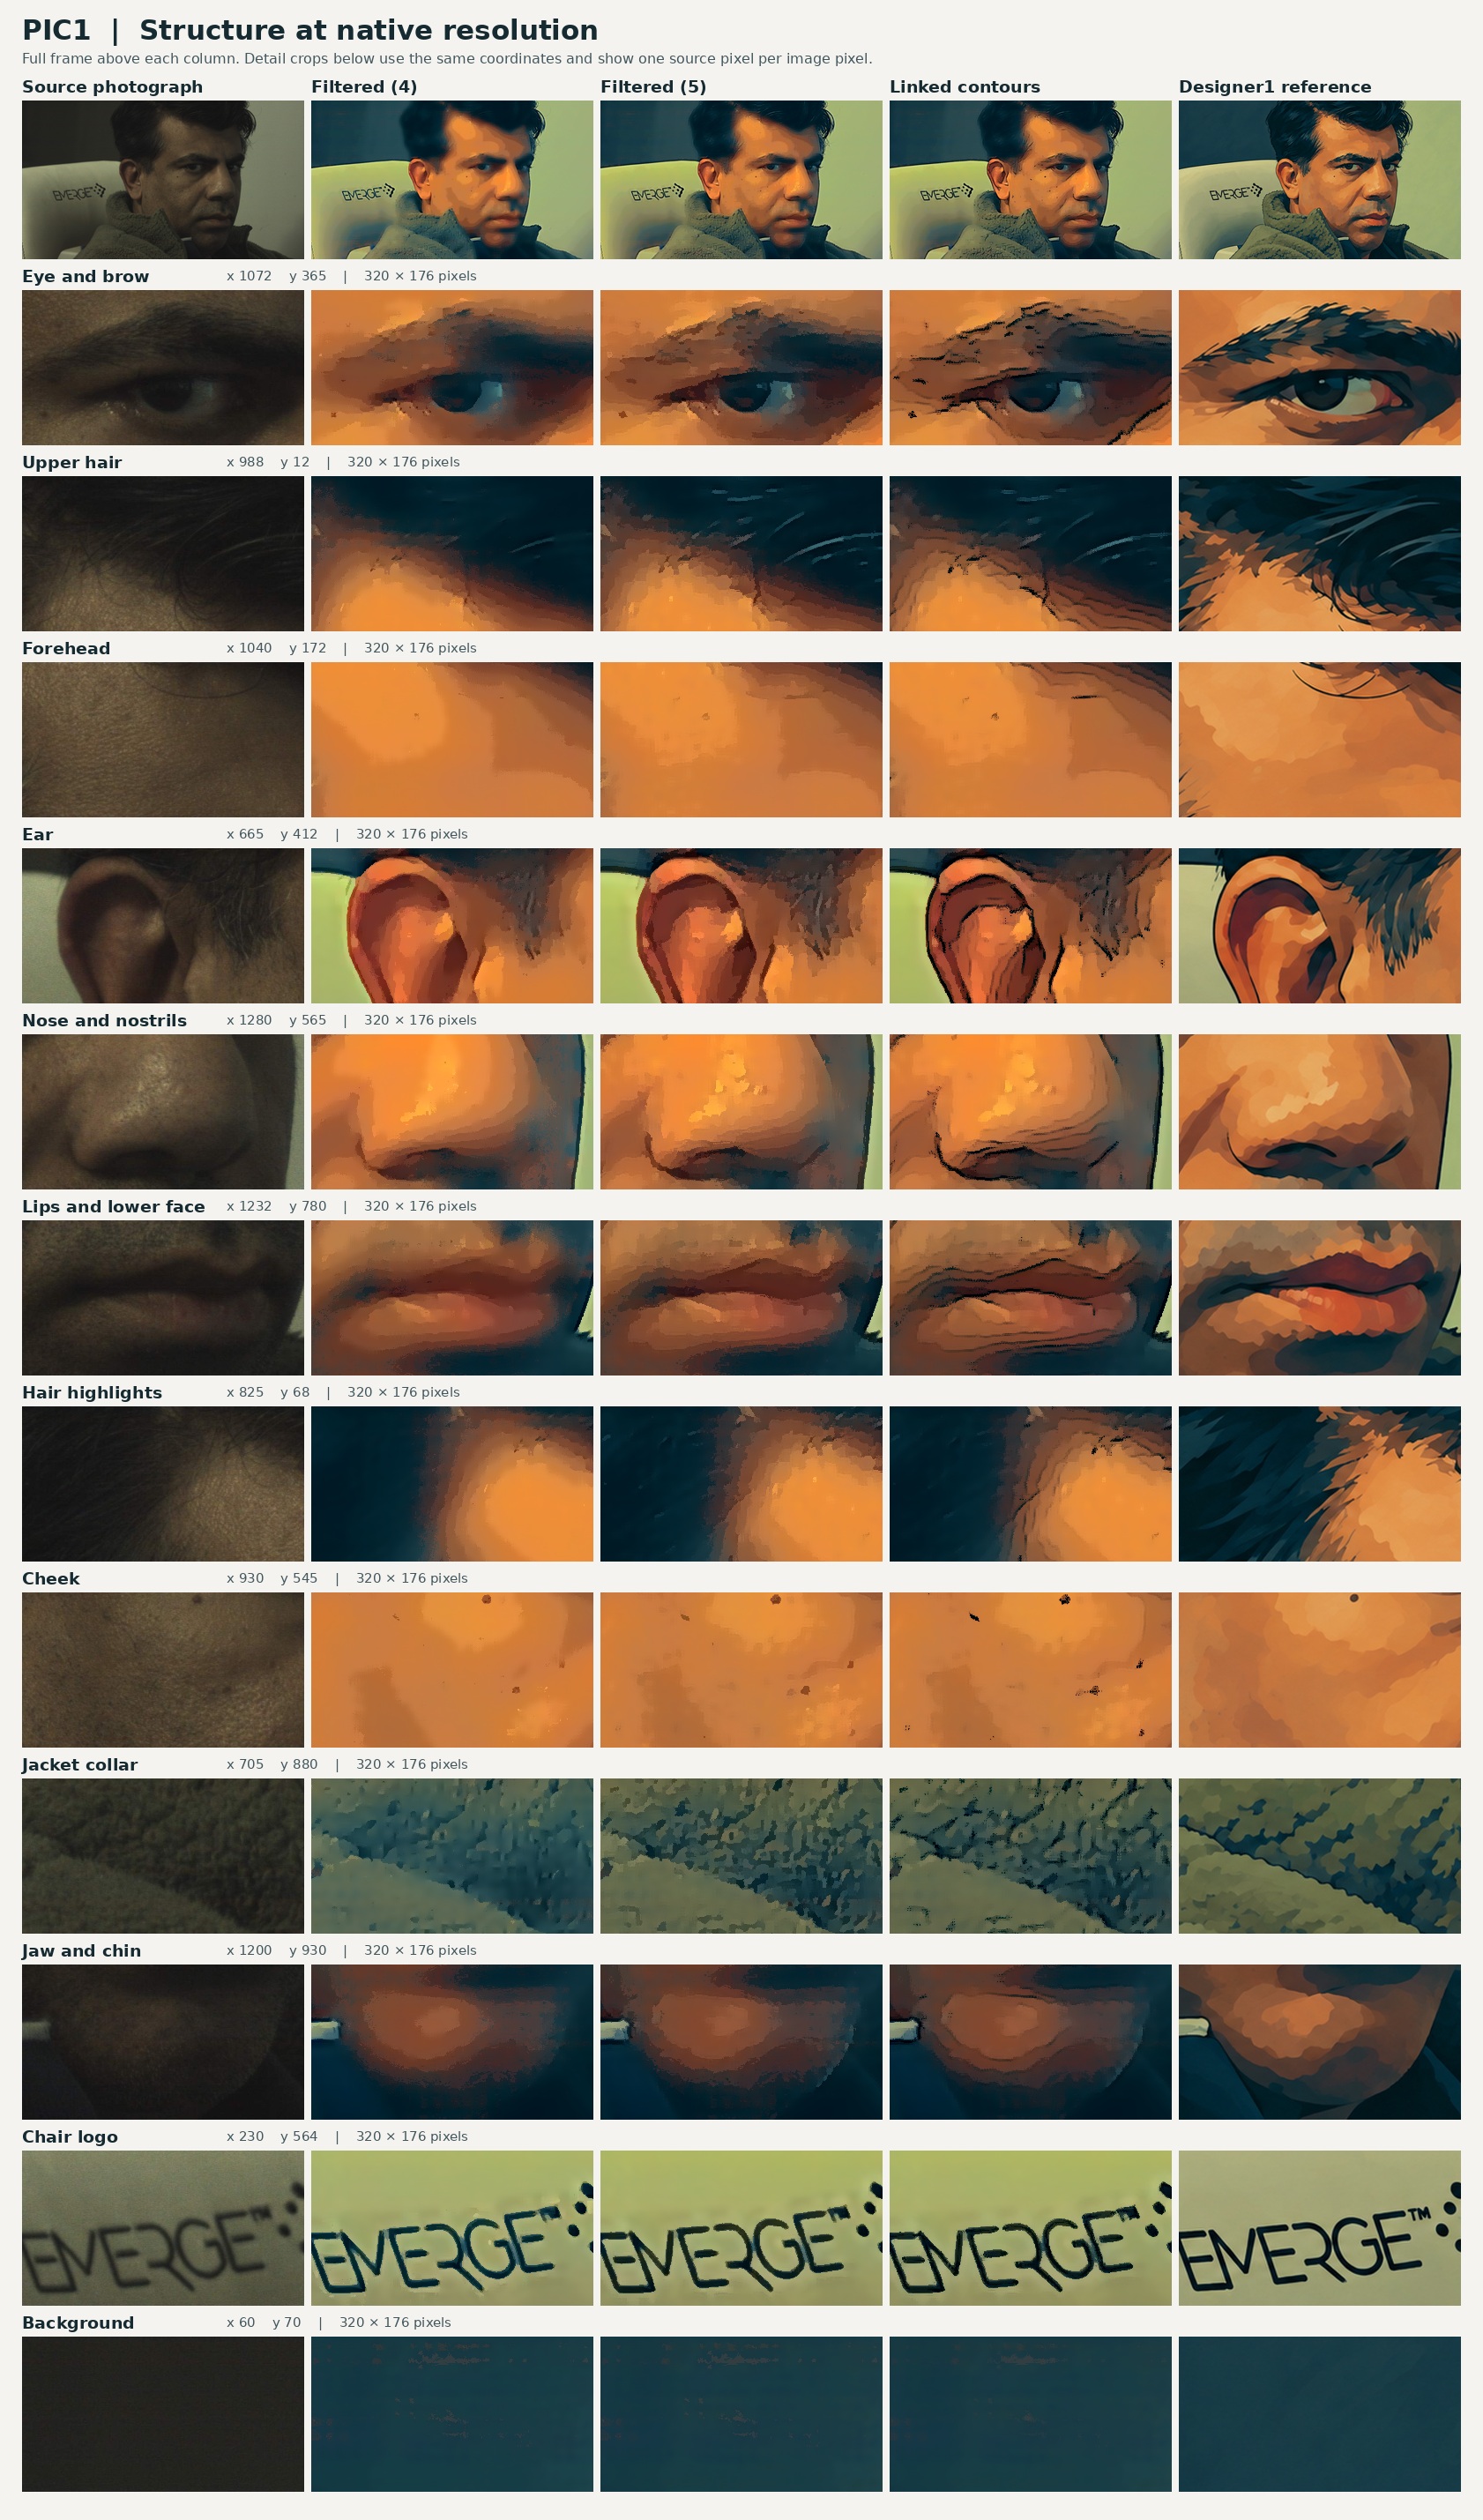 PIC1 | Structure at native resolution
Full frame above each column. Detail crops below use the same coordinates and show one source pixel per image pixel.
Source photograph Filtered (4) Filtered (5) Linked contours Designer1 reference
EMERGE EMERGE EMERGE EMERGE EMERGE
Eye and brow x 1072 y 365 | 320 × 176 pixels
Upper hair x 988 y 12 | 320 × 176 pixels
Forehead x 1040 y 172 | 320 × 176 pixels
Ear x 665 y 412 | 320 × 176 pixels
Nose and nostrils x 1280 y 565 | 320 × 176 pixels
Lips and lower face x 1232 y 780 | 320 × 176 pixels
Hair highlights x 825 y 68 | 320 × 176 pixels
Cheek x 930 y 545 | 320 × 176 pixels
Jacket collar x 705 y 880 | 320 × 176 pixels
Jaw and chin x 1200 y 930 | 320 × 176 pixels
Chair logo x 230 y 564 | 320 × 176 pixels
EMERGE™ EMERGE™ EMERGE™ EMERGE™ EMERGE™
Background x 60 y 70 | 320 × 176 pixels